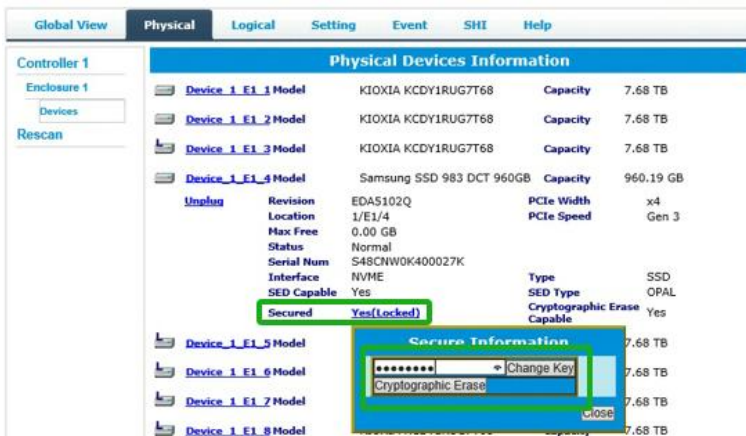 Global View Physical Logical Setting Event SHI Help
Controller 1
Enclosure 1
Devices
Rescan
Physical Devices Information
Device_1_E1_1 Model KIOXIA KCDY1RUG7T68 Capacity 7.68 TB
Device_1_E1_2 Model KIOXIA KCDY1RUG7T68 Capacity 7.68 TB
Device_1_E1_3 Model KIOXIA KCDY1RUG7T68 Capacity 7.68 TB
Device_1_E1_4 Model Samsung SSD 983 DCT 960GB Capacity 960.19 GB
Unplug Revision EDA5102Q PCIe Width x4
Location 1/E1/4 PCIe Speed Gen 3
Max Free 0.00 GB
Status Normal
Serial Num S48CNW0K400027K
Interface NVME Type SSD
SED Capable Yes SED Type OPAL
Secured Yes(Locked) Cryptographic Erase Capable Yes
Device_1_E1_5 Model 7.68 TB
Device_1_E1_6 Model 7.68 TB
Device_1_E1_7 Model 7.68 TB
Device_1_E1_8 Model 7.68 TB
Secure Information
•••••••• Change Key
Cryptographic Erase
Close